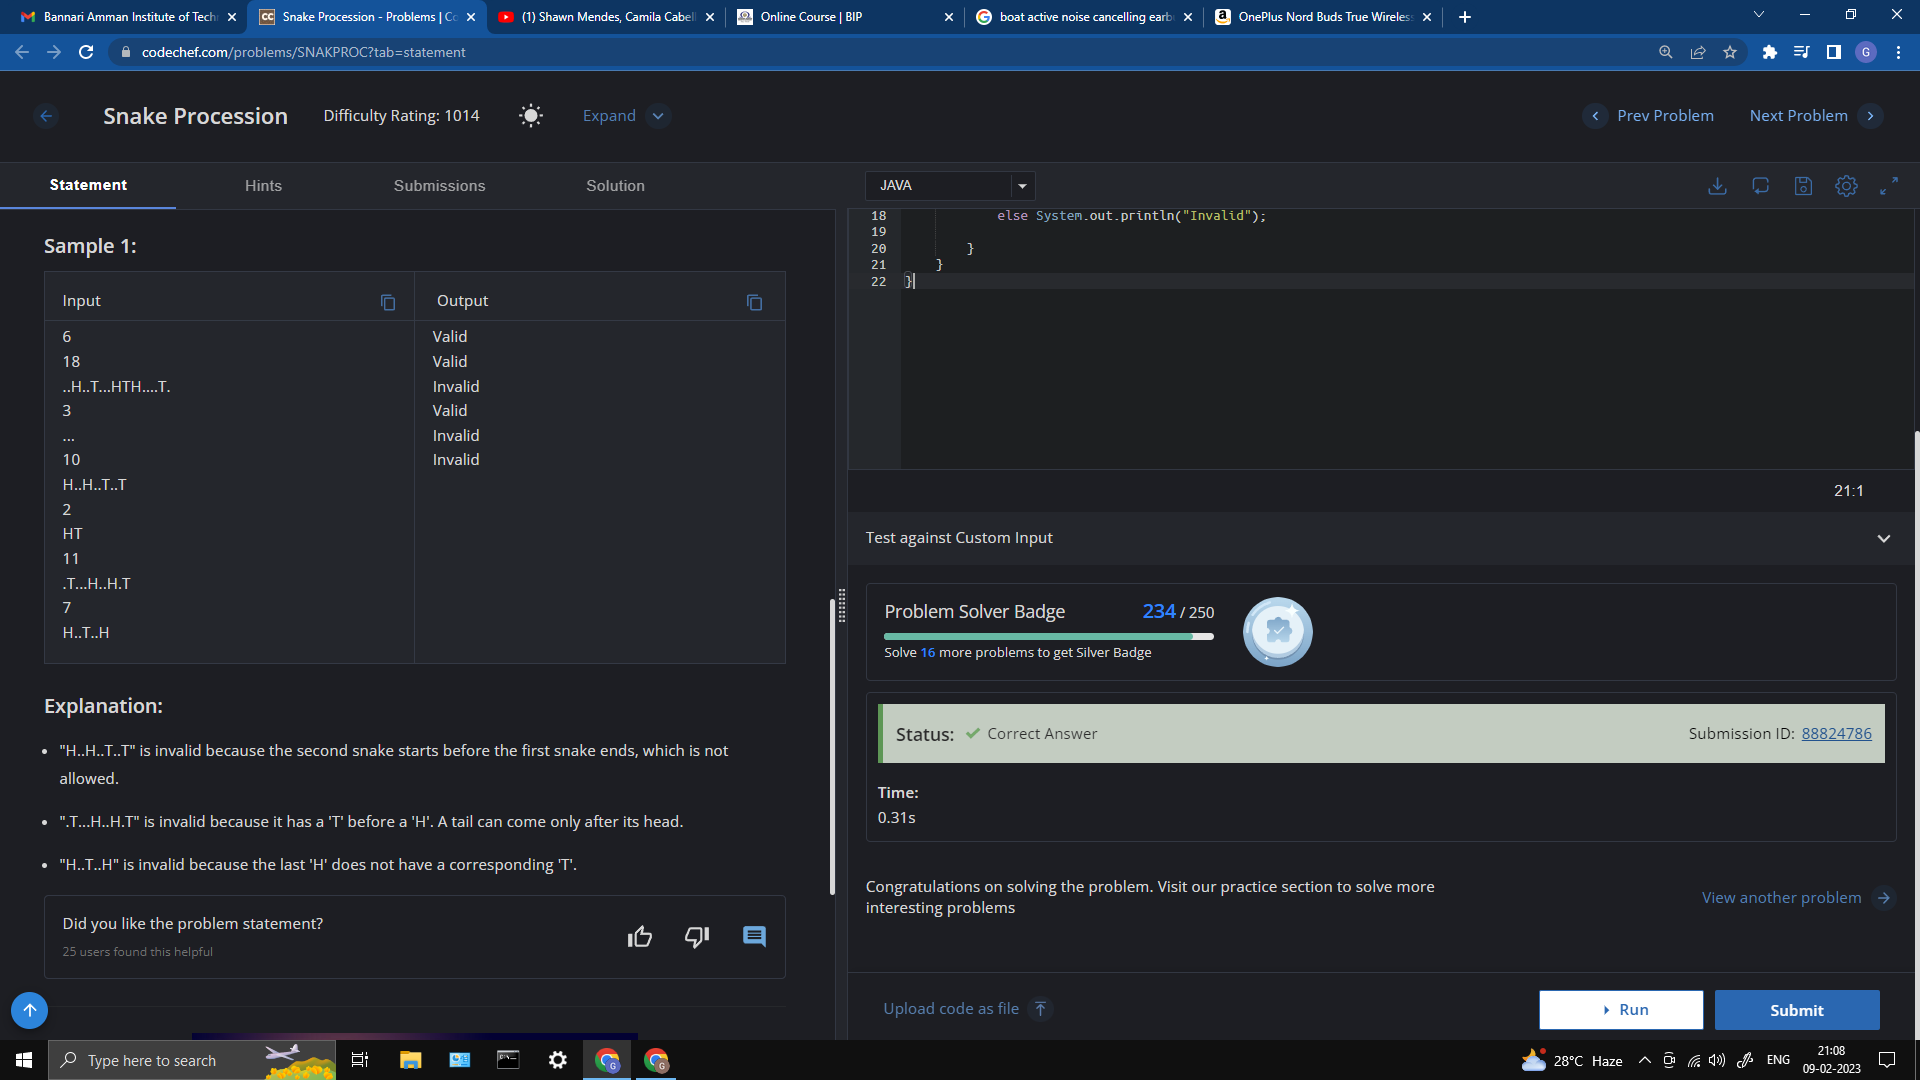 Bannari Amman Institute of Techn
Snake Procession - Problems | Co
(1) Shawn Mendes, Camila Cabell
Online Course | BIP
boat active noise cancelling earb
OnePlus Nord Buds True Wireless
codechef.com/problems/SNAKPROC?tab=statement
G
Snake Procession
Difficulty Rating: 1014
Expand
Prev Problem
Next Problem
Statement
Hints
Submissions
Solution
JAVA
Sample 1:
Input
Output
6
18
..H..T...HTH....T.
3
...
10
H..H..T..T
2
HT
11
.T...H..H.T
7
H..T..H
Valid
Valid
Invalid
Valid
Invalid
Invalid
Explanation:
• "H..H..T..T" is invalid because the second snake starts before the first snake ends, which is not
allowed.
• ".T...H..H.T" is invalid because it has a 'T' before a 'H'. A tail can come only after its head.
• "H..T..H" is invalid because the last 'H' does not have a corresponding 'T'.
Did you like the problem statement?
25 users found this helpful
18 else System.out.println("Invalid");
19
20 }
21 }
22 }
21:1
Test against Custom Input
Problem Solver Badge
234 / 250
Solve 16 more problems to get Silver Badge
Status: Correct Answer
Submission ID: 88824786
Time:
0.31s
Congratulations on solving the problem. Visit our practice section to solve more
interesting problems
View another problem
Upload code as file
Run
Submit
Type here to search
28°C Haze
ENG
21:08
09-02-2023